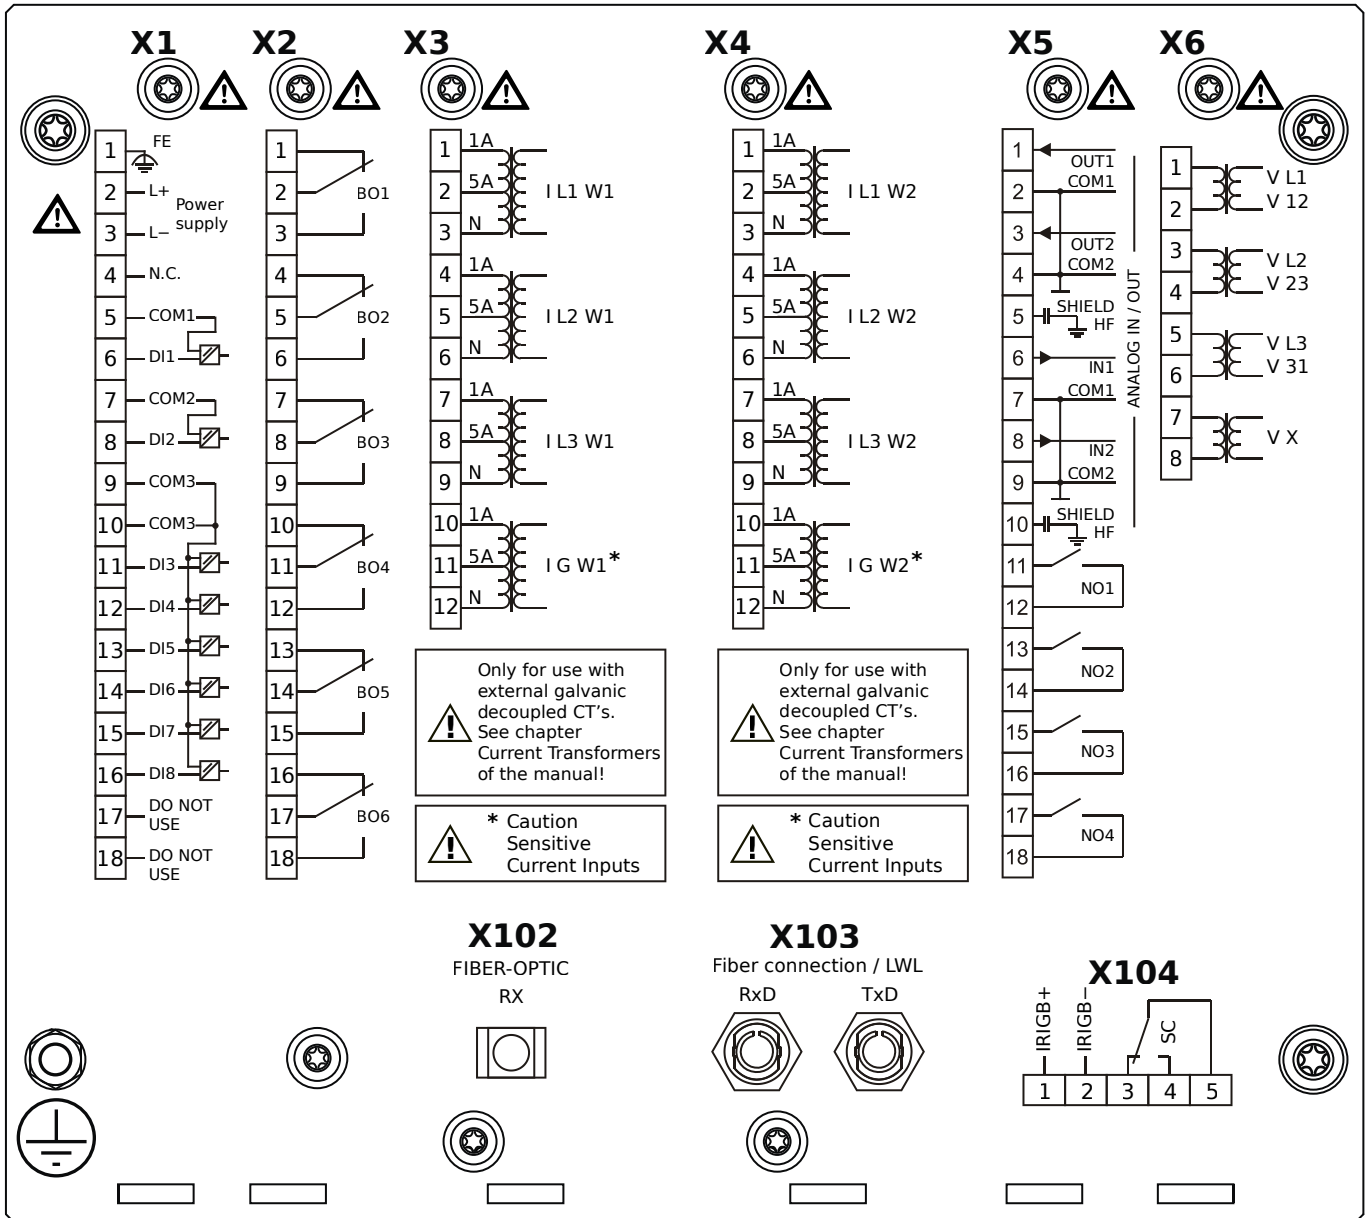 X1
X2
X3
X4
X5
X6
1
FE
2
L+
Power
supply
3
L−
4
N.C.
5
COM1
6
DI1
7
COM2
8
DI2
9
COM3
10
COM3
11
DI3
12
DI4
13
DI5
14
DI6
15
DI7
16
DI8
17
DO NOT
USE
18
DO NOT
USE
1
2
BO1
3
4
5
BO2
6
7
8
BO3
9
10
11
BO4
12
13
14
BO5
15
16
17
BO6
18
1
1A
2
5A
I L1 W1
3
N
4
1A
5
5A
I L2 W1
6
N
7
1A
8
5A
I L3 W1
9
N
10
1A
11
5A
I G W1*
12
N
Only for use with
external galvanic
decoupled CT's.
See chapter
Current Transformers
of the manual!
* Caution
Sensitive
Current Inputs
1
1A
2
5A
I L1 W2
3
N
4
1A
5
5A
I L2 W2
6
N
7
1A
8
5A
I L3 W2
9
N
10
1A
11
5A
I G W2*
12
N
Only for use with
external galvanic
decoupled CT's.
See chapter
Current Transformers
of the manual!
* Caution
Sensitive
Current Inputs
1
OUT1
2
COM1
3
OUT2
4
COM2
5
SHIELD
HF
6
IN1
7
COM1
8
IN2
9
COM2
10
SHIELD
HF
ANALOG IN / OUT
11
NO1
12
13
NO2
14
15
NO3
16
17
NO4
18
1
V L1
2
V 12
3
V L2
4
V 23
5
V L3
6
V 31
7
V X
8
X102
FIBER-OPTIC
RX
X103
Fiber connection / LWL
RxD
TxD
X104
IRIGB+
IRIGB−
SC
1
2
3
4
5